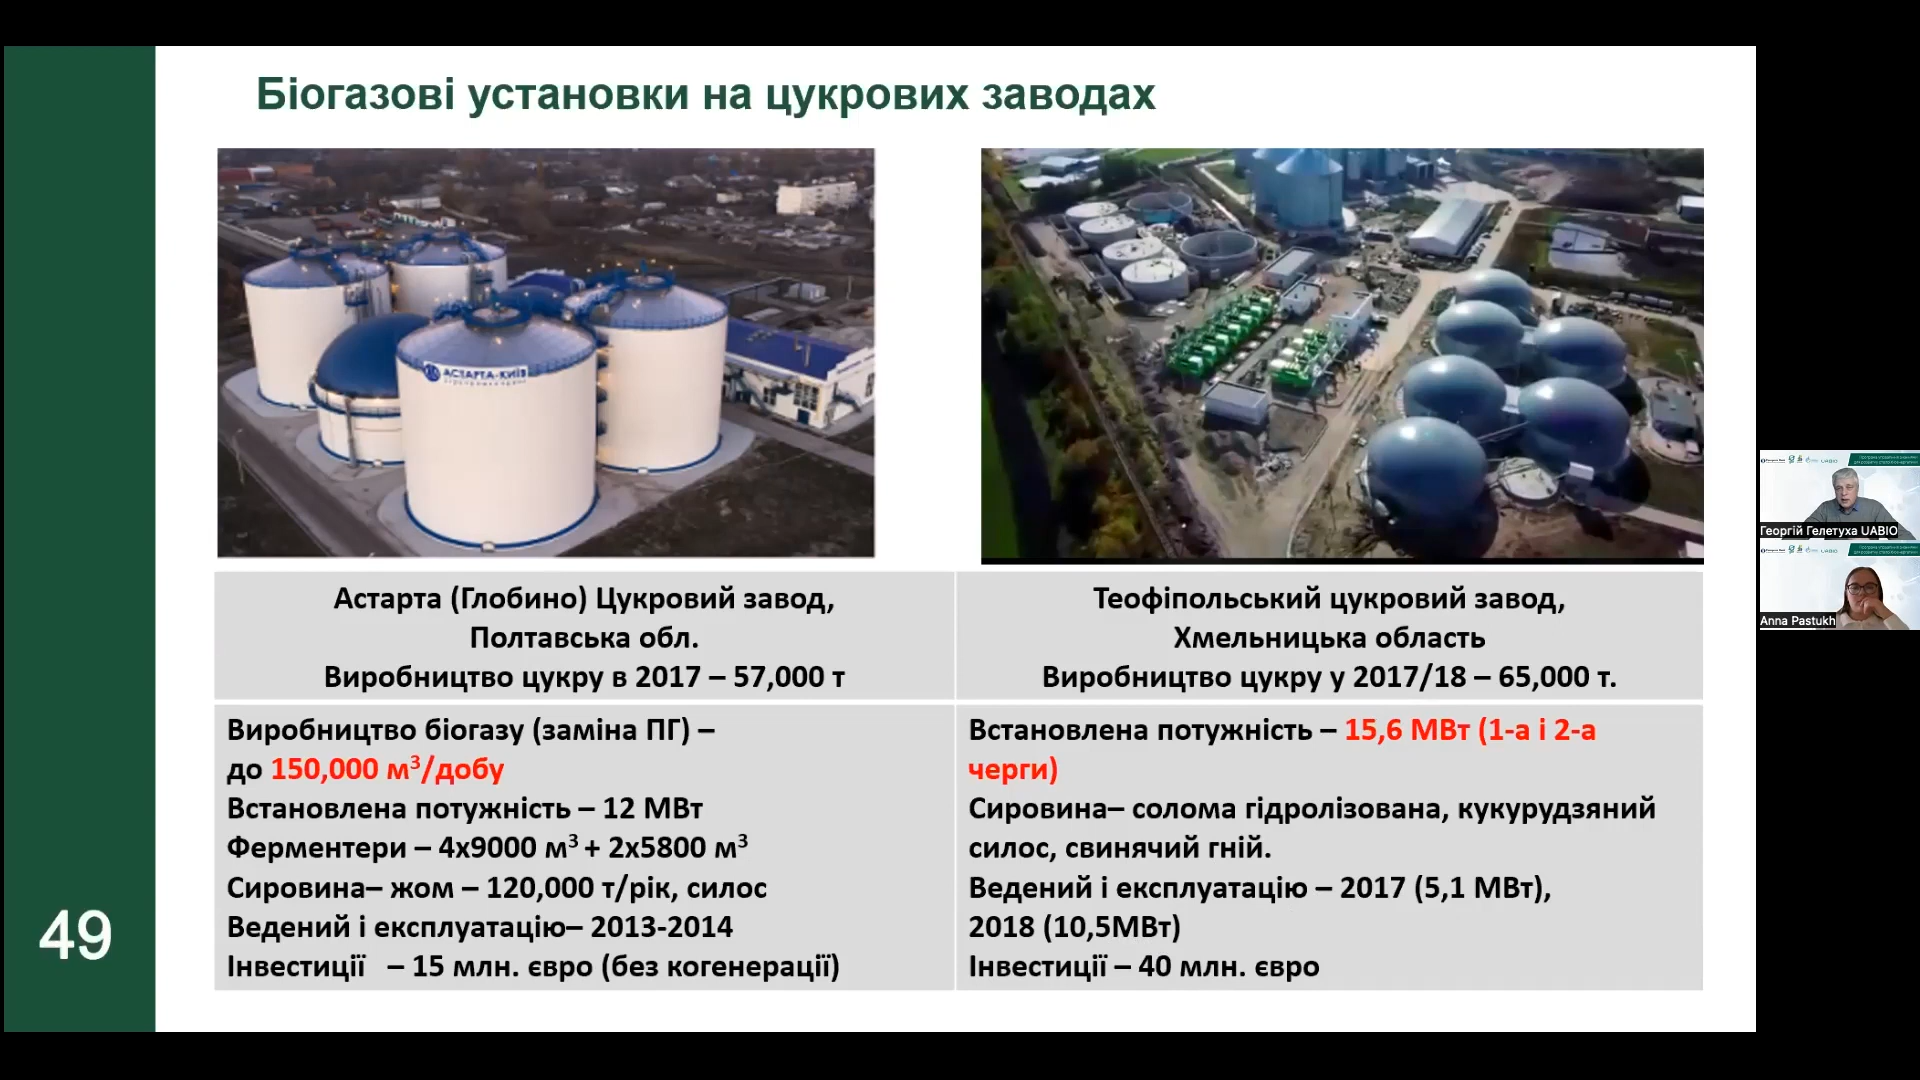 Біогазові установки на цукрових заводах
АСТАРТА-КИЇВ
Астарта (Глобино) Цукровий завод,
Полтавська обл.
Виробництво цукру в 2017 – 57,000 т
Теофіпольський цукровий завод,
Хмельницька область
Виробництво цукру у 2017/18 – 65,000 т.
Виробництво біогазу (заміна ПГ) –
до 150,000 м³/добу
Встановлена потужність – 12 МВт
Ферментери – 4х9000 м³ + 2х5800 м³
Сировина– жом – 120,000 т/рік, силос
Ведений і експлуатацію– 2013-2014
Інвестиції – 15 млн. євро (без когенерації)
Встановлена потужність – 15,6 МВт (1-а і 2-а
черги)
Сировина– солома гідролізована, кукурудзяний
силос, свинячий гній.
Ведений і експлуатацію – 2017 (5,1 МВт),
2018 (10,5МВт)
Інвестиції – 40 млн. євро
49
Георгій Гелетуха UABIO
Anna Pastukh